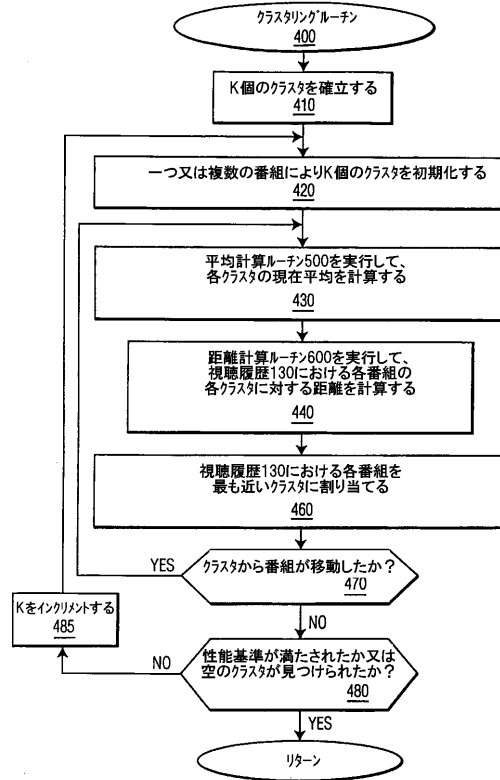 クラスタリングルーチン
400
K個のクラスタを確立する
410
一つ又は複数の番組によりK個のクラスタを初期化する
420
平均計算ルーチン500を実行して、
各クラスタの現在平均を計算する
430
距離計算ルーチン600を実行して、
視聴履歴130における各番組の
各クラスタに対する距離を計算する
440
視聴履歴130における各番組を
最も近いクラスタに割り当てる
460
YES
クラスタから番組が移動したか?
470
Kをインクリメントする
485
NO
NO
性能基準が満たされたか又は
空のクラスタが見つけられたか?
480
YES
リターン